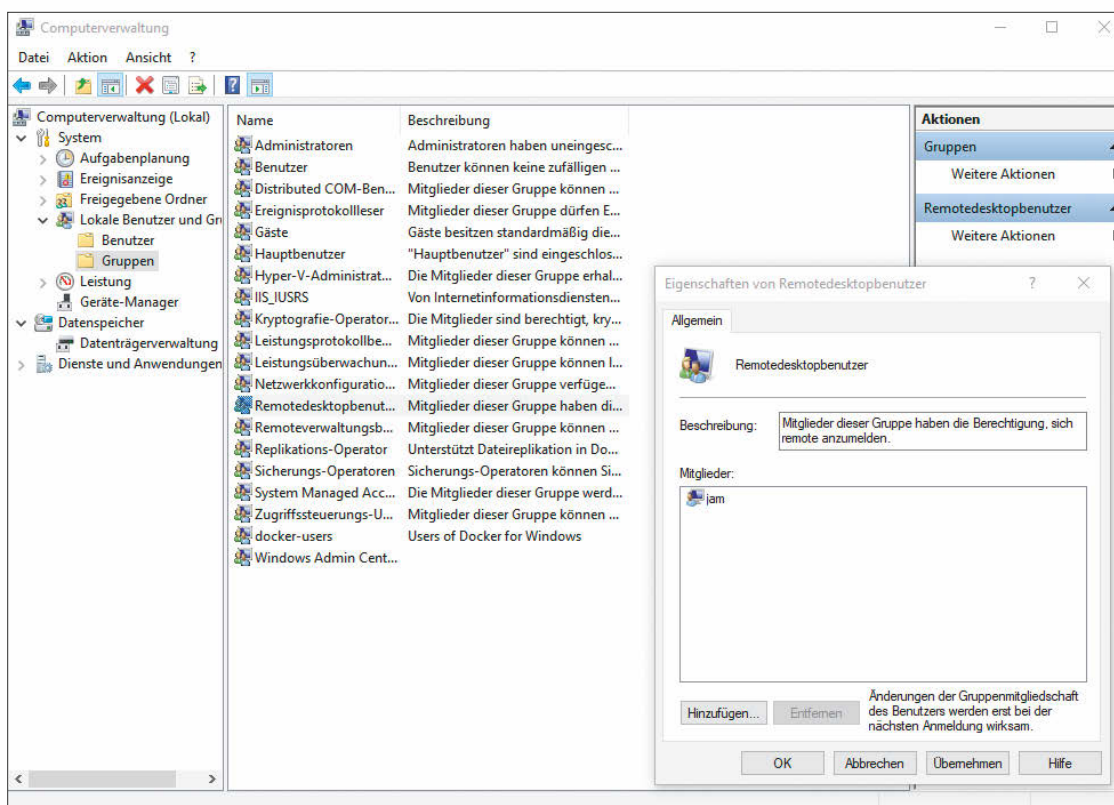 Computerverwaltung
Datei Aktion Ansicht ?
Computerverwaltung (Lokal)
System
Aufgabenplanung
Ereignisanzeige
Freigegebene Ordner
Lokale Benutzer und Gru
Benutzer
Gruppen
Leistung
Geräte-Manager
Datenspeicher
Datenträgerverwaltung
Dienste und Anwendungen
Name Beschreibung
Administratoren Administratoren haben uneingesc...
Benutzer Benutzer können keine zufälligen ...
Distributed COM-Ben... Mitglieder dieser Gruppe können ...
Ereignisprotokollleser Mitglieder dieser Gruppe dürfen E...
Gäste Gäste besitzen standardmäßig die...
Hauptbenutzer "Hauptbenutzer" sind eingeschlos...
Hyper-V-Administrat... Die Mitglieder dieser Gruppe erhal...
IIS_IUSRS Von Internetinformationsdiensten...
Kryptografie-Operator... Die Mitglieder sind berechtigt, kry...
Leistungsprotokollbe... Mitglieder dieser Gruppe können ...
Leistungsüberwachun... Mitglieder dieser Gruppe können l...
Netzwerkkonfiguratio... Mitglieder dieser Gruppe verfüge...
Remotedesktopbenut... Mitglieder dieser Gruppe haben di...
Remoteverwaltungsb... Mitglieder dieser Gruppe können ...
Replikations-Operator Unterstützt Dateireplikation in Do...
Sicherungs-Operatoren Sicherungs-Operatoren können Si...
System Managed Acc... Die Mitglieder dieser Gruppe werd...
Zugriffssteuerungs-U... Mitglieder dieser Gruppe können ...
docker-users Users of Docker for Windows
Windows Admin Cent...
Aktionen
Gruppen
Weitere Aktionen
Remotedesktopbenutzer
Weitere Aktionen
Eigenschaften von Remotedesktopbenutzer ?
Allgemein
Remotedesktopbenutzer
Beschreibung: Mitglieder dieser Gruppe haben die Berechtigung, sich
remote anzumelden.
Mitglieder:
jam
Hinzufügen... Entfernen
Änderungen der Gruppenmitgliedschaft
des Benutzers werden erst bei der
nächsten Anmeldung wirksam.
OK Abbrechen Übernehmen Hilfe